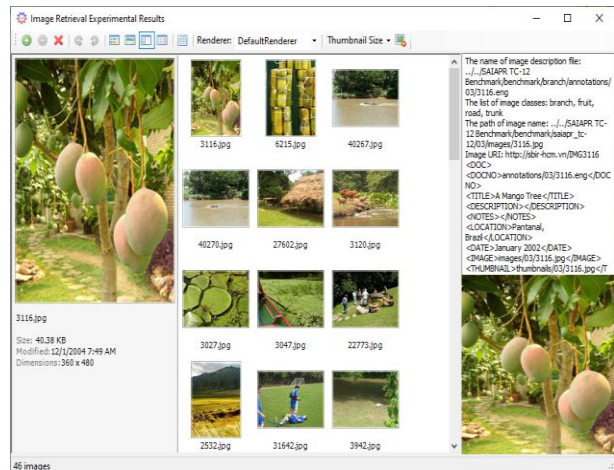 Image Retrieval Experimental Results
Renderer: DefaultRenderer
Thumbnail Size
3116.jpg
Size: 40.38 KB
Modified: 12/1/2004 7:49 AM
Dimensions: 360 x 480
3116.jpg
6215.jpg
40267.jpg
40270.jpg
27602.jpg
3120.jpg
3027.jpg
3047.jpg
22773.jpg
2532.jpg
31642.jpg
3942.jpg
The name of image description file:
../../SAIAPR TC-12
Benchmark/benchmark/branch/annotations/
03/3116.eng
The list of image classes: branch, fruit,
road, trunk
The path of image name: ../../SAIAPR TC-
12 Benchmark/benchmark/saiapr_tc-
12/03/images/3116.jpg
Image URI: http://sbir-hcm.vn/IMG3116
<DOC>
<DOCNO>annotations/03/3116.eng</DOC
NO>
<TITLE>A Mango Tree</TITLE>
<DESCRIPTION></DESCRIPTION>
<NOTES></NOTES>
<LOCATION>Pantanal,
Brazil</LOCATION>
<DATE>January 2002</DATE>
<IMAGE>images/03/3116.jpg</IMAGE>
<THUMBNAIL>thumbnails/03/3116.jpg</T
46 images